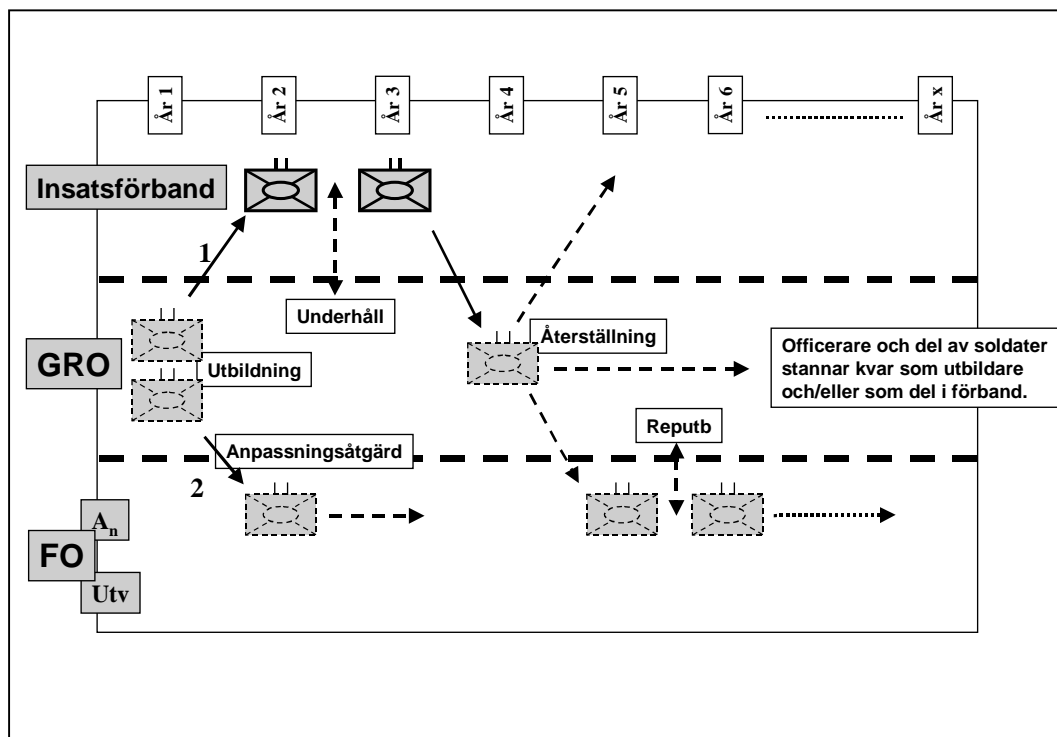 År 1
År 2
År 3
År 4
År 5
År 6
År x
Insatsförband
1
Underhåll
GRO
Utbildning
Återställning
Officerare och del av soldater
stannar kvar som utbildare
och/eller som del i förband.
Reputb
Anpassningsåtgärd
2
An
FO
Utv